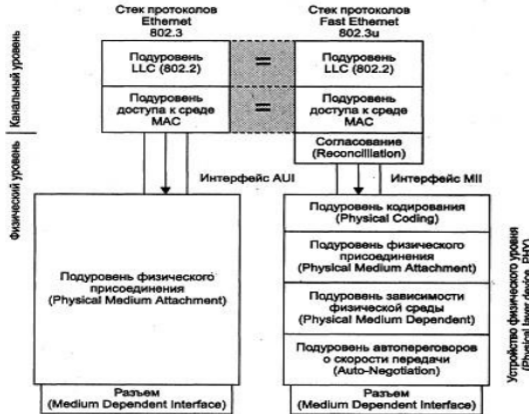 Стек протоколов
Ethernet
802.3
Стек протоколов
Fast Ethernet
802.3u
Канальный уровень
Подуровень
LLC (802.2)
=
Подуровень
LLC (802.2)
Подуровень
доступа к среде
MAC
=
Подуровень
доступа к среде
MAC
Согласование
(Reconcilliation)
Физический уровень
Интерфейс AUI
Интерфейс MII
Подуровень физического
присоединения
(Physical Medium Attachment)
Подуровень кодирования
(Physical Coding)
Подуровень физического
присоединения
(Physical Medium Attachment)
Подуровень зависимости
физической среды
(Physical Medium Dependent)
Подуровень автопереговоров
о скорости передачи
(Auto-Negotiation)
Устройство физического уровня
(Physical layer device, PHY)
Разъем
(Medium Dependent Interface)
Разъем
(Medium Dependent Interface)